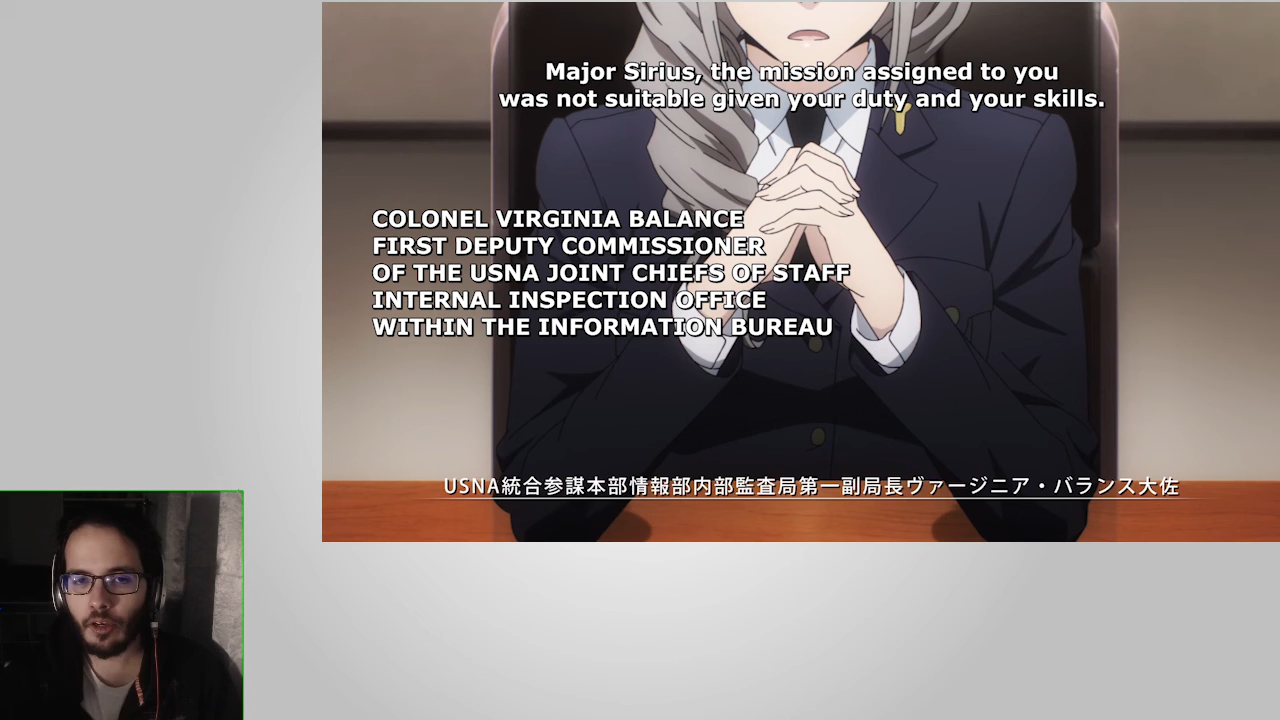 Major Sirius, the mission assigned to you
was not suitable given your duty and your skills.
COLONEL VIRGINIA BALANCE
FIRST DEPUTY COMMISSIONER
OF THE USNA JOINT CHIEFS OF STAFF
INTERNAL INSPECTION OFFICE
WITHIN THE INFORMATION BUREAU
USNA統合参謀本部情報部内部監査局第一副局長ヴァージニア・バランス大佐